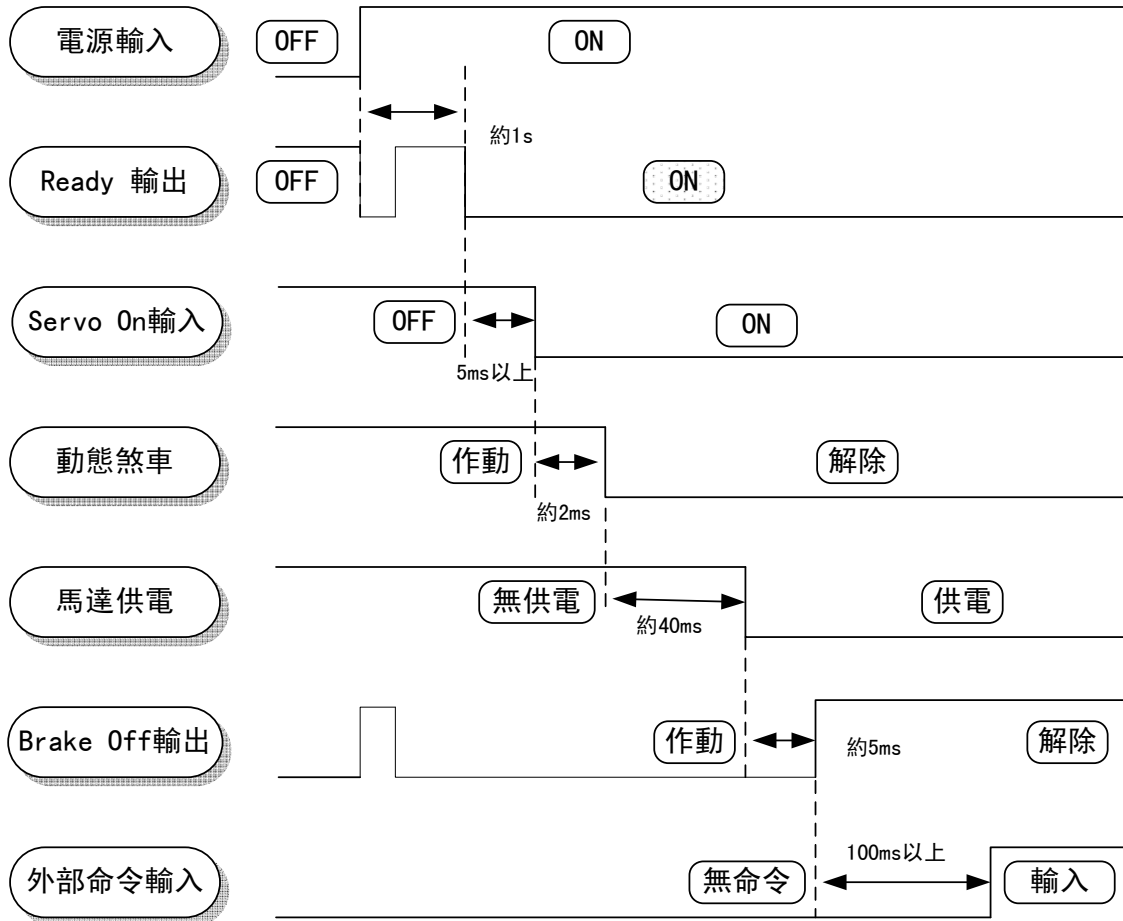 電源輸入
OFF
ON
約1s
Ready 輸出
OFF
ON
Servo On輸入
OFF
ON
5ms以上
動態煞車
作動
解除
約2ms
馬達供電
無供電
供電
約40ms
Brake Off輸出
作動
約5ms
解除
外部命令輸入
無命令
100ms以上
輸入